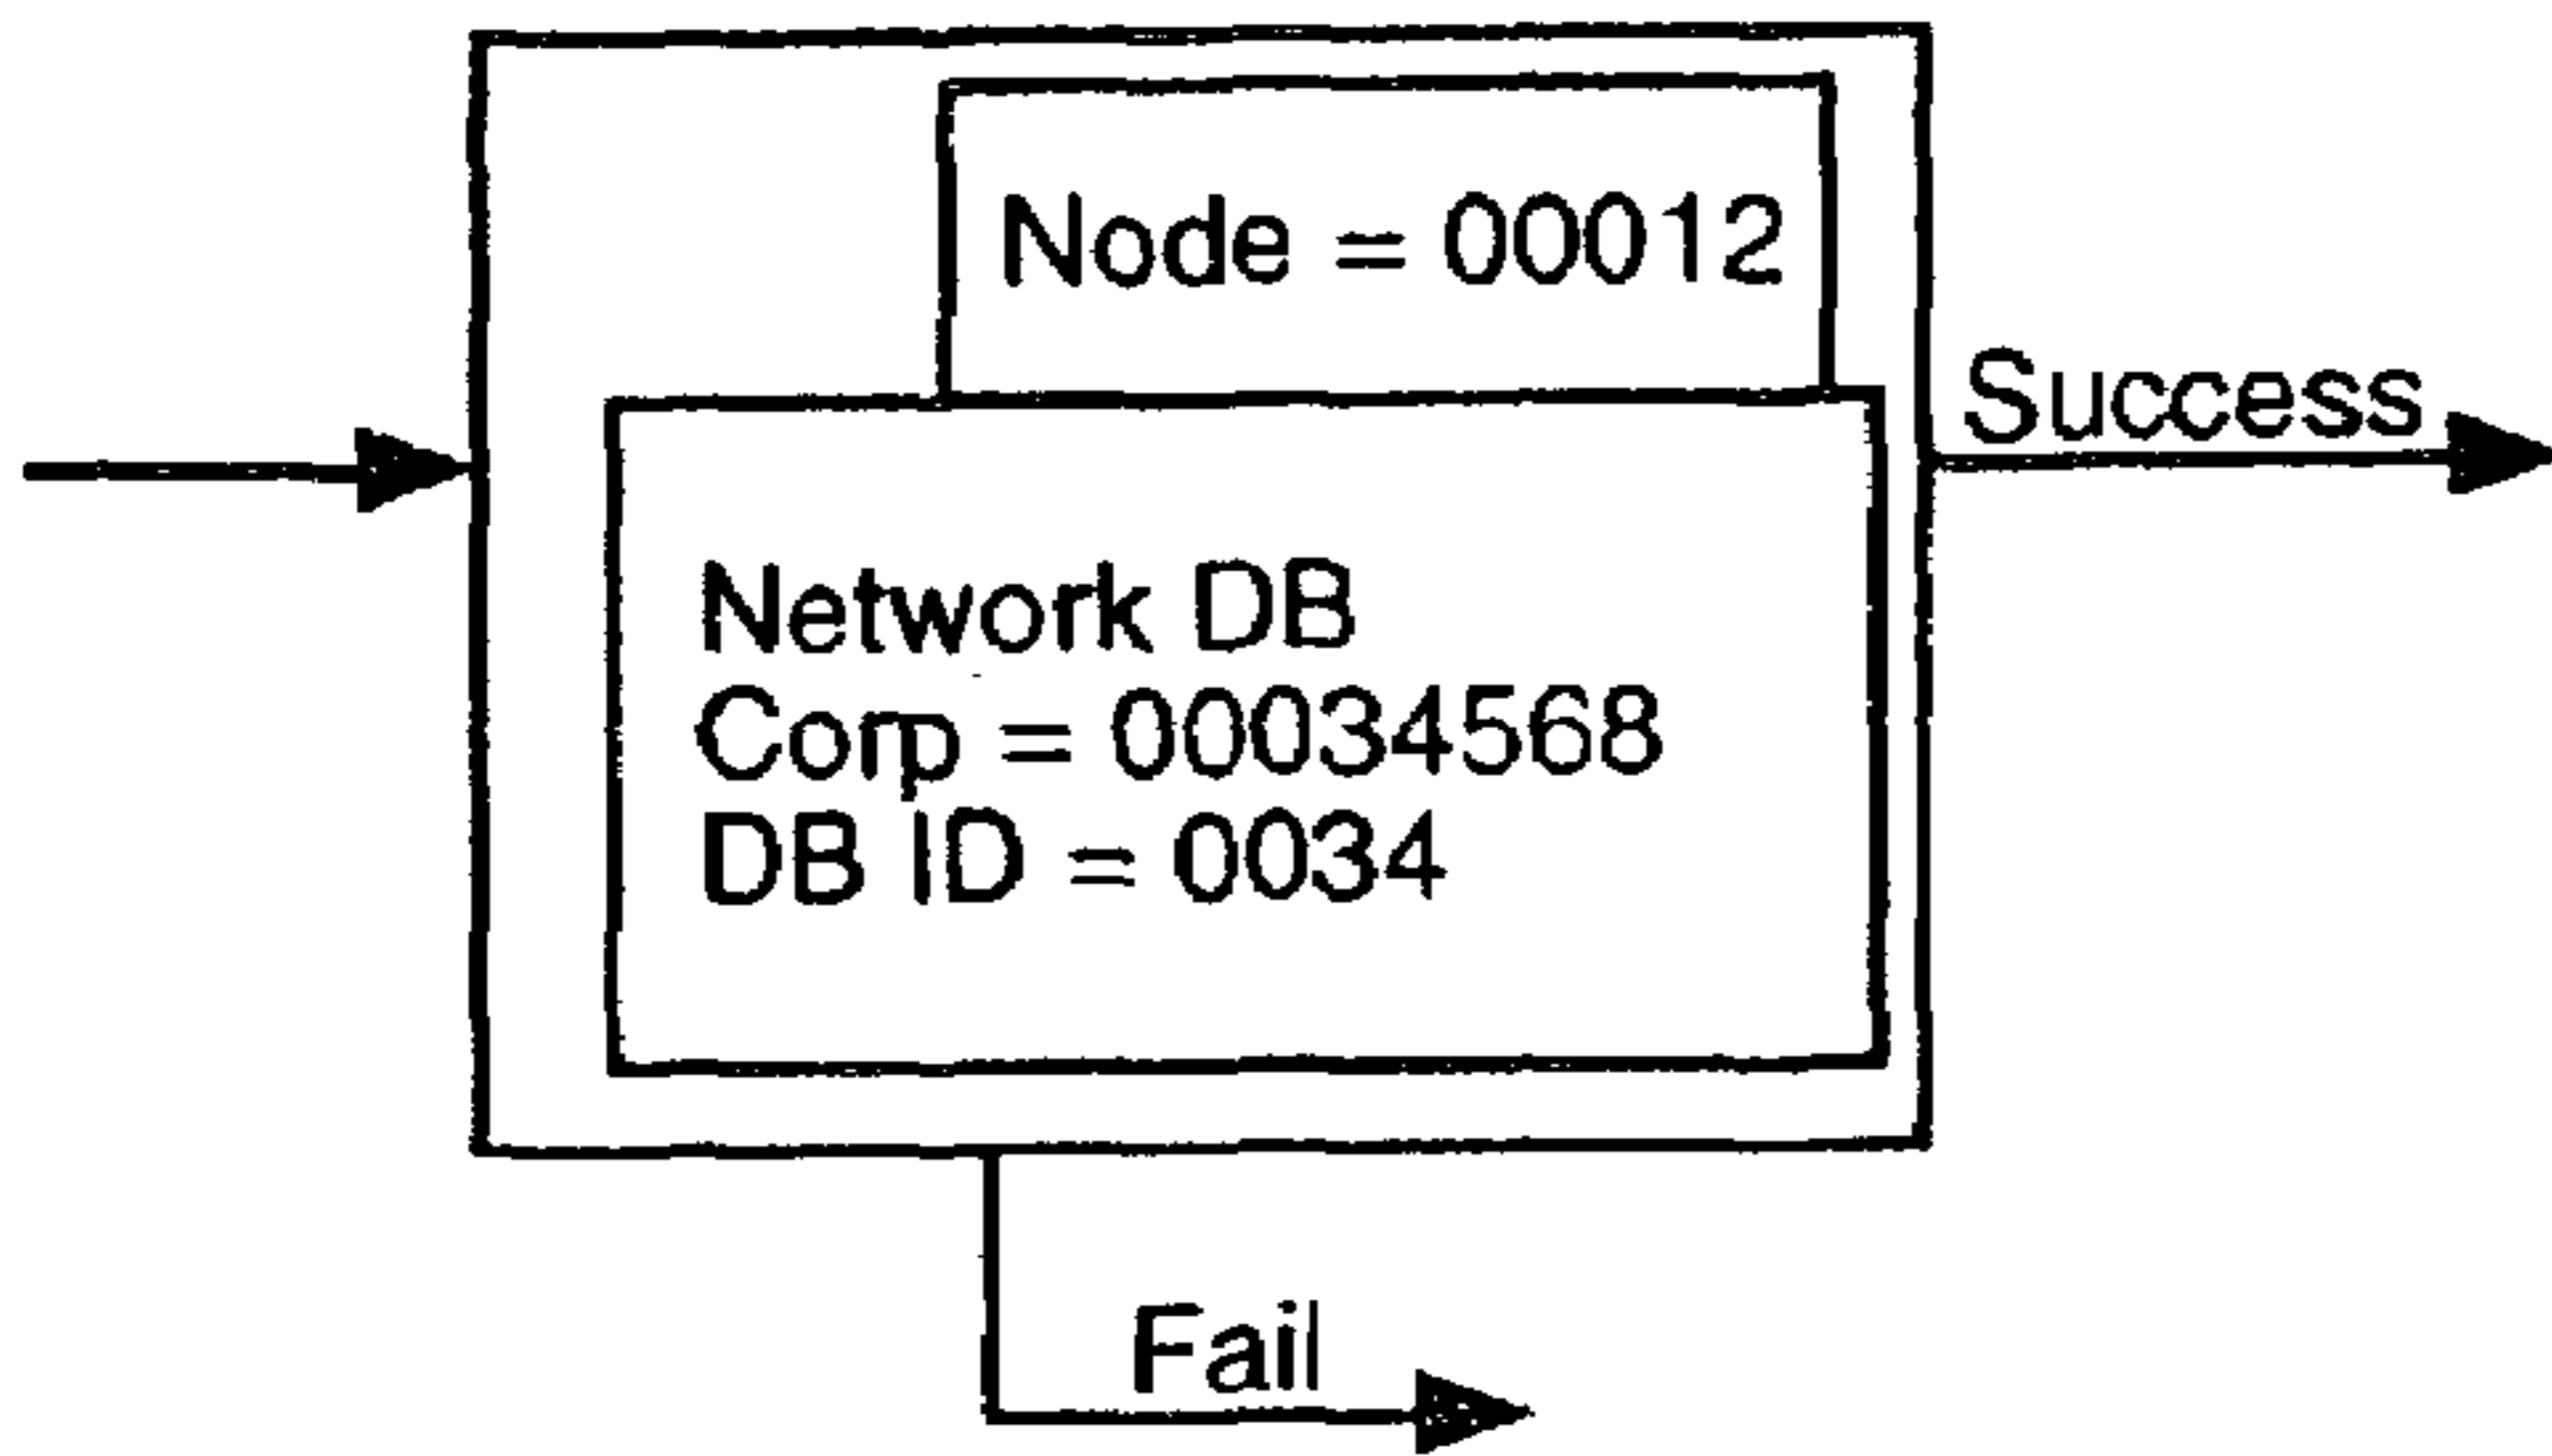 Node = 00012
Success
Network DB
Corp = 00034568
DB ID = 0034
Fail